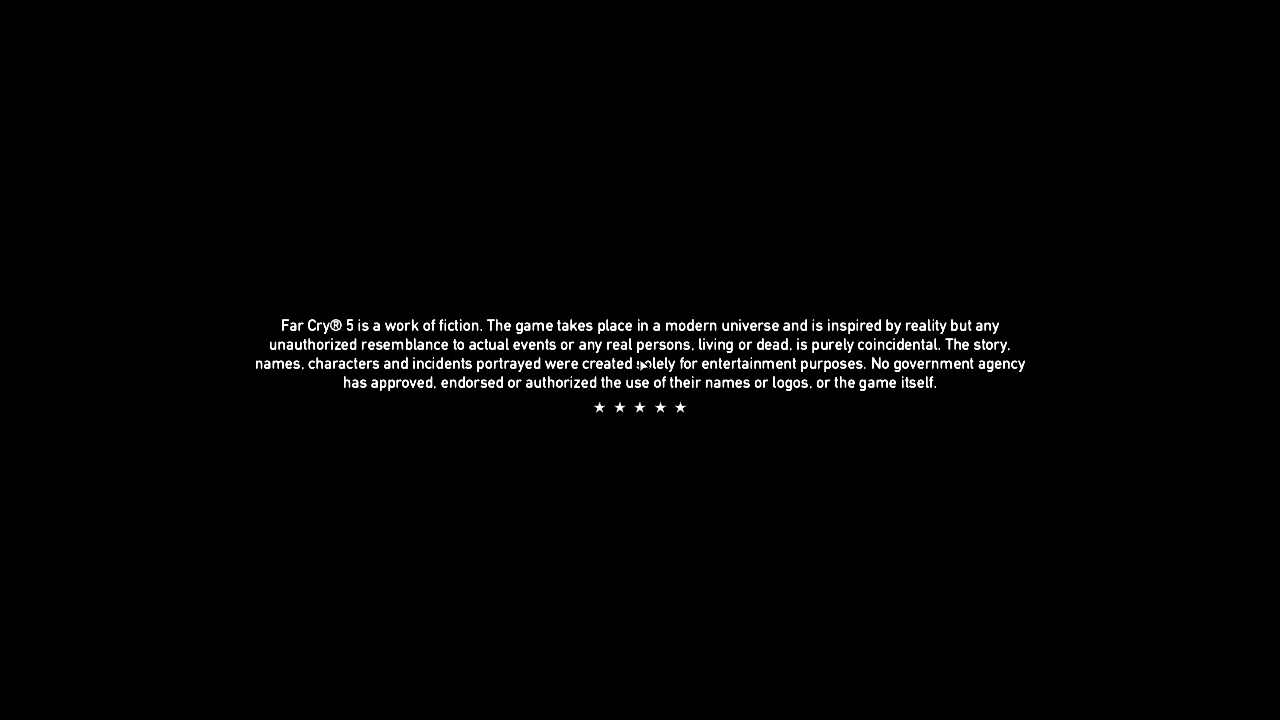 Far Cry® 5 is a work of fiction. The game takes place in a modern universe and is inspired by reality but any
unauthorized resemblance to actual events or any real persons, living or dead, is purely coincidental. The story,
names, characters and incidents portrayed were created solely for entertainment purposes. No government agency
has approved, endorsed or authorized the use of their names or logos, or the game itself.
★ ★ ★ ★ ★